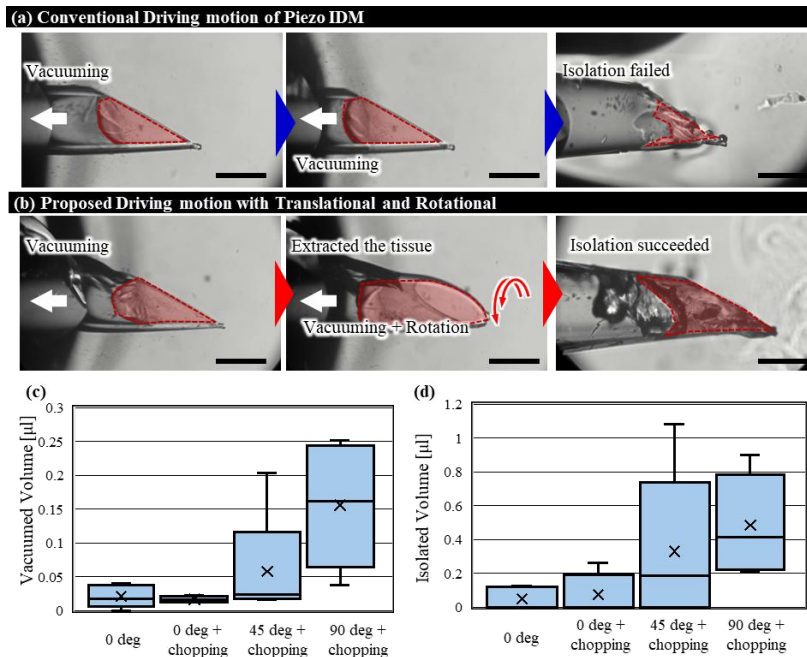 (a) Conventional Driving motion of Piezo IDM
Vacuuming
Vacuuming
Isolation failed
(b) Proposed Driving motion with Translational and Rotational
Vacuuming
Extracted the tissue
Vacuuming + Rotation
Isolation succeeded
(c)
Vacuumed Volume [μl]
0.3
0.25
0.2
0.15
0.1
0.05
0
0 deg
0 deg +
chopping
45 deg +
chopping
90 deg +
chopping
(d)
Isolated Volume [μl]
1.2
1
0.8
0.6
0.4
0.2
0
0 deg
0 deg +
chopping
45 deg +
chopping
90 deg +
chopping